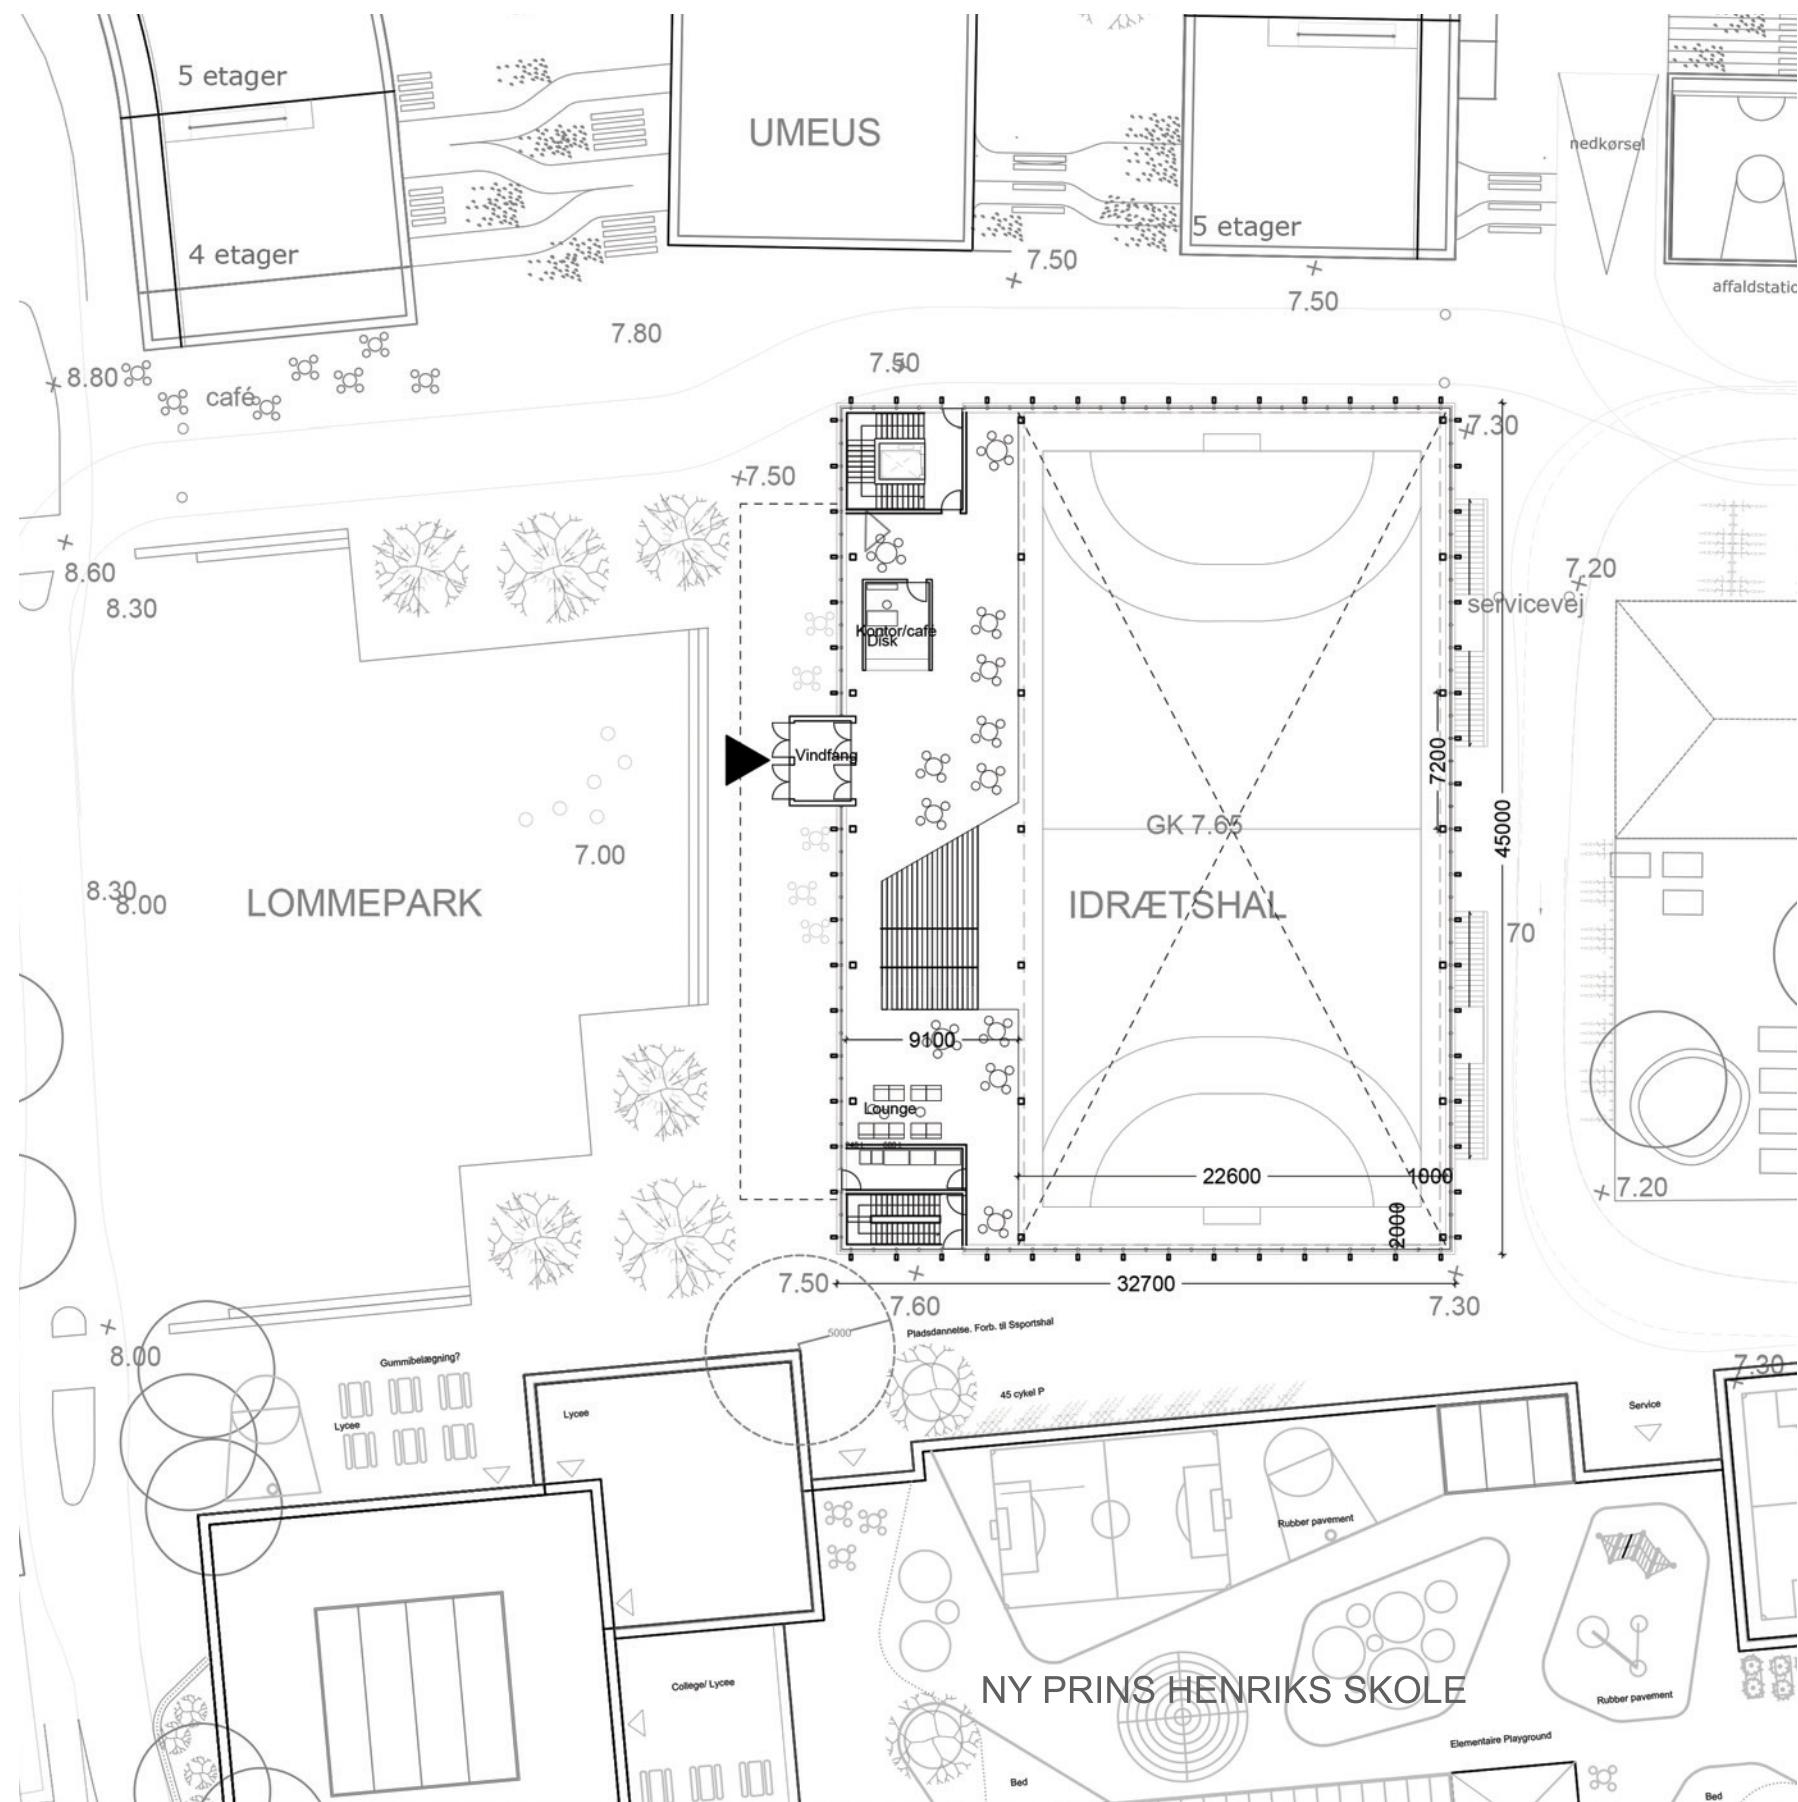 5 etager
UMEUS
nedkørsel
5 etager
4 etager
7.50
affaldstatio
7.50
7.80
7.50
8.80
café
7.30
7.50
7.20
8.60
servicevej
8.30
Kontor/café
Disk
Vindfang
7200
GK 7.65
45000
7.00
8.30
8.00
LOMMEPARK
IDRÆTSHAL
70
9100
Lounge
22600
1000
7.20
2000
7.50
32700
7.60
7.30
5000
Pladsdannelse. Forb. til Ssportshal
8.00
Gummibelægning?
7.30
45 cykel P
Lycee
Lycee
Service
Rubber pavement
College/ Lycee
NY PRINS HENRIKS SKOLE
Rubber pavement
Elementaire Playground
Bed
Bed